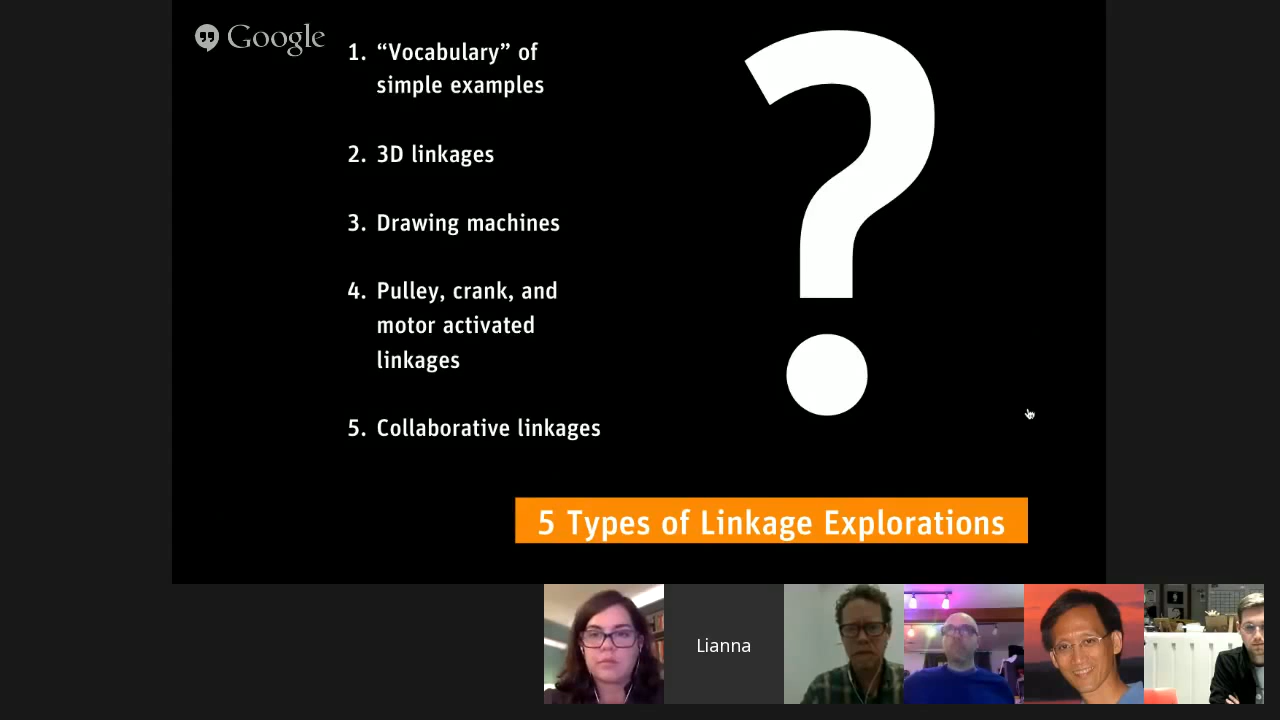 Google
1. “Vocabulary” of
simple examples
2. 3D linkages
3. Drawing machines
4. Pulley, crank, and
motor activated
linkages
5. Collaborative linkages
5 Types of Linkage Explorations
Lianna